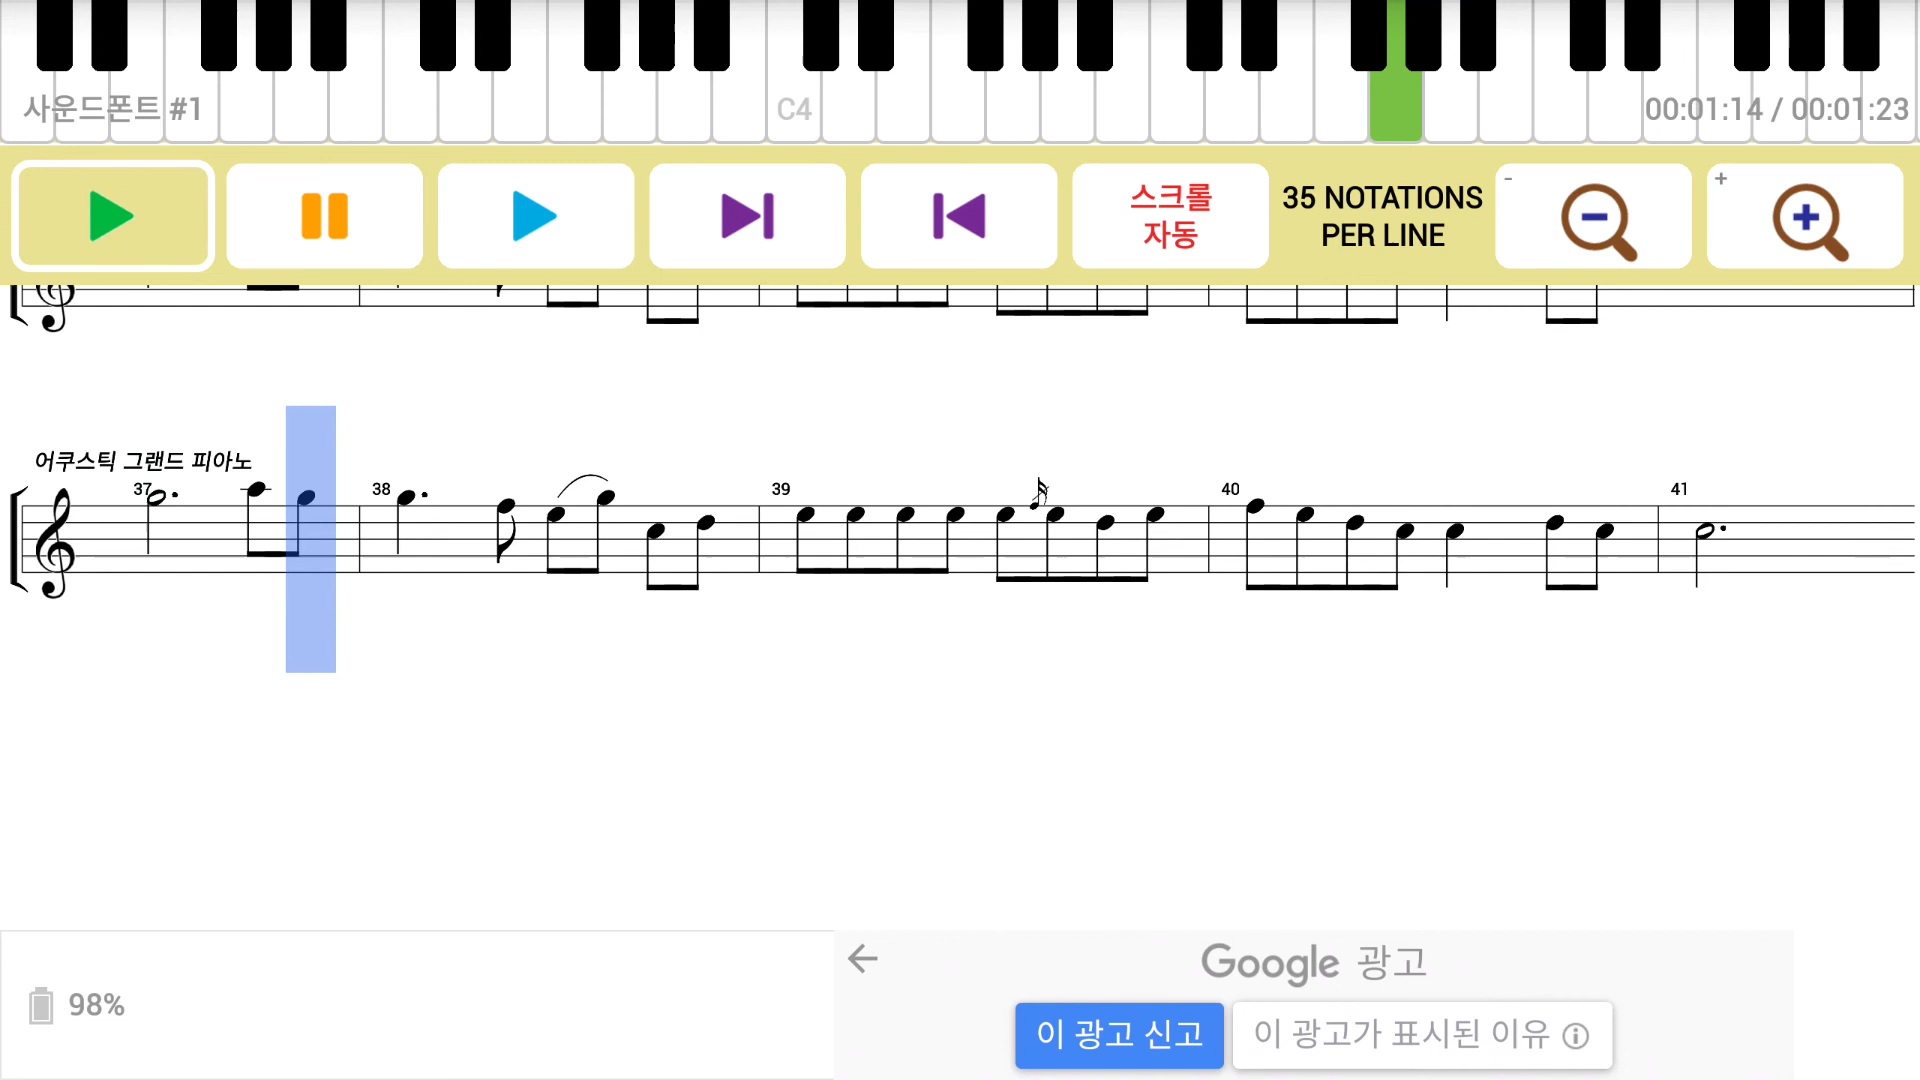 사운드폰트 #1
C4
00:01:14 / 00:01:23
스크롤
자동
35 NOTATIONS
PER LINE
-
+
어쿠스틱 그랜드 피아노
37
38
39
40
41
98%
Google 광고
이 광고 신고
이 광고가 표시된 이유